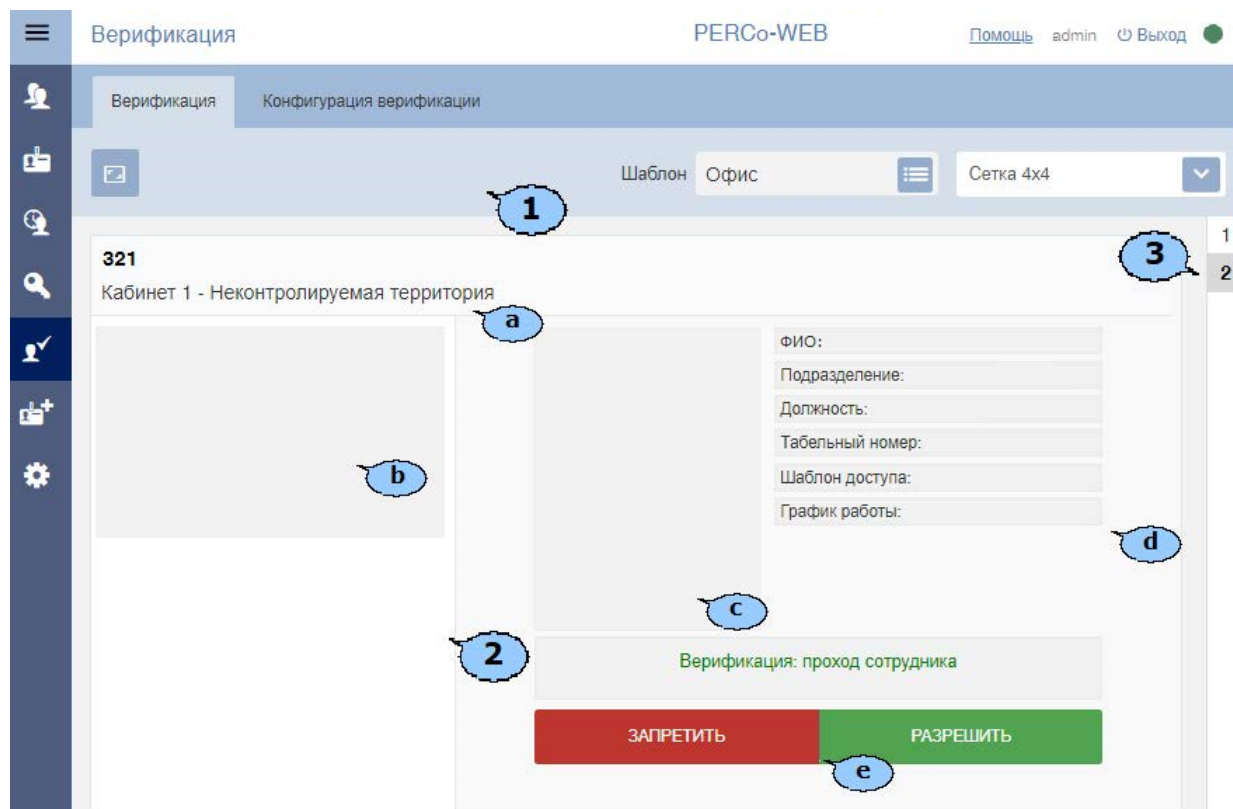 Верификация PERCo-WEB Помощь admin Выход
Верификация Конфигурация верификации
Шаблон Офис Сетка 4x4
1
1
3
321
2
Кабинет 1 - Неконтролируемая территория
a
ФИО:
Подразделение:
Должность:
Табельный номер:
b
Шаблон доступа:
График работы:
d
c
2
Верификация: проход сотрудника
ЗАПРЕТИТЬ РАЗРЕШИТЬ
e